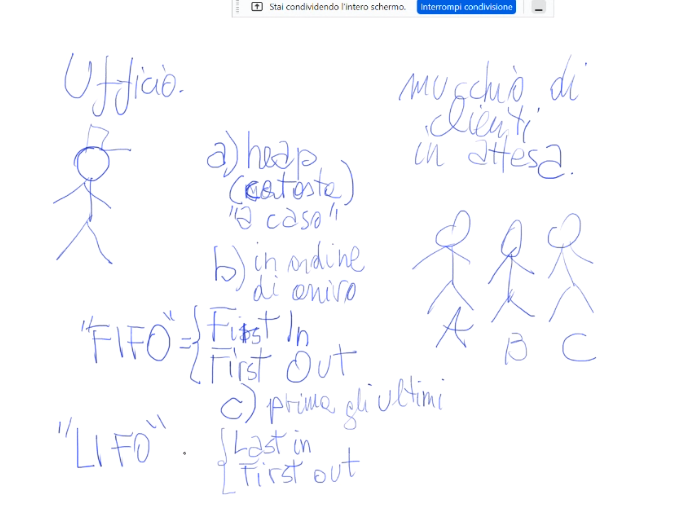 Stai condividendo l'intero schermo. Interrompi condivisione
Ufficio.
mucchio di
clienti
in attesa.
a) heap
(catasta)
"a caso"
b) in ordine
di arrivo
"FIFO" = { First In
First Out
A B C
c) prima gli ultimi
"LIFO". { Last in
First out